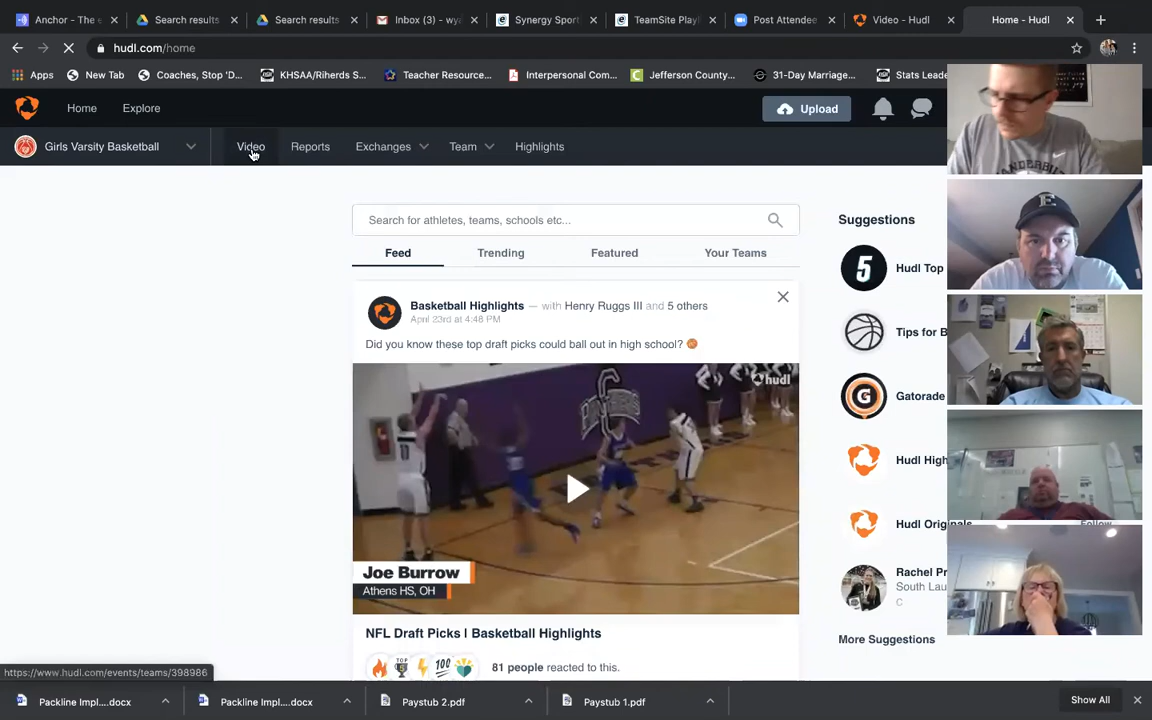 Anchor - The e
Search results
Search results
Inbox (3) - wy
Synergy Sport
TeamSite Play
Post Attendee
Video - Hudl
Home - Hudl
hudl.com/home
Apps
New Tab
Coaches, Stop 'D...
KHSAA/Riherds S...
Teacher Resource...
Interpersonal Com...
Jefferson County...
31-Day Marriage...
Stats Leade
Home
Explore
Upload
Girls Varsity Basketball
Video
Reports
Exchanges
Team
Highlights
VANDERBU
E
Search for athletes, teams, schools etc...
Feed
Trending
Featured
Your Teams
Suggestions
5
Hudl Top
Basketball Highlights — with Henry Ruggs III and 5 others
April 23rd at 4:48 PM
Did you know these top draft picks could ball out in high school?
Tips for B
hudl
G
Gatorade
Hudl High
Hudl Originals
Follow
Joe Burrow
Athens HS, OH
Rachel Pr
South Lau
C
NFL Draft Picks | Basketball Highlights
More Suggestions
TOP
5
100
81 people reacted to this.
https://www.hudl.com/events/teams/398986
Packline Impl....docx
Packline Impl....docx
Paystub 2.pdf
Paystub 1.pdf
Show All